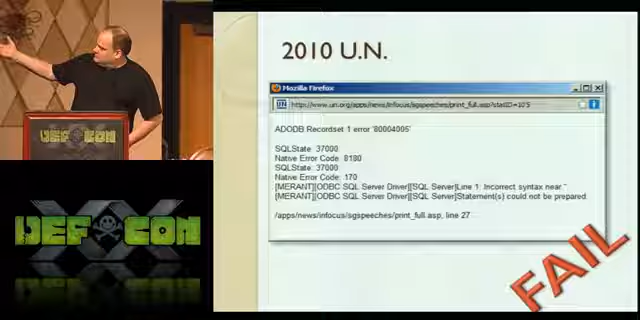 2010 U.N.
Mozilla Firefox
http://www.un.org/apps/news/infocus/sgspeeches/print_full.asp?statID=105
ADODB Recordset 1 error '80004005'
SQLState: 37000
Native Error Code: 8180
SQLState: 37000
Native Error Code: 170
[MERANT][ODBC SQL Server Driver][SQL Server]Line 1: Incorrect syntax near ''
[MERANT][ODBC SQL Server Driver][SQL Server]Statement(s) could not be prepared.
/apps/news/infocus/sgspeeches/print_full.asp, line 27
FAIL
DEFCON
XX
DEF CON